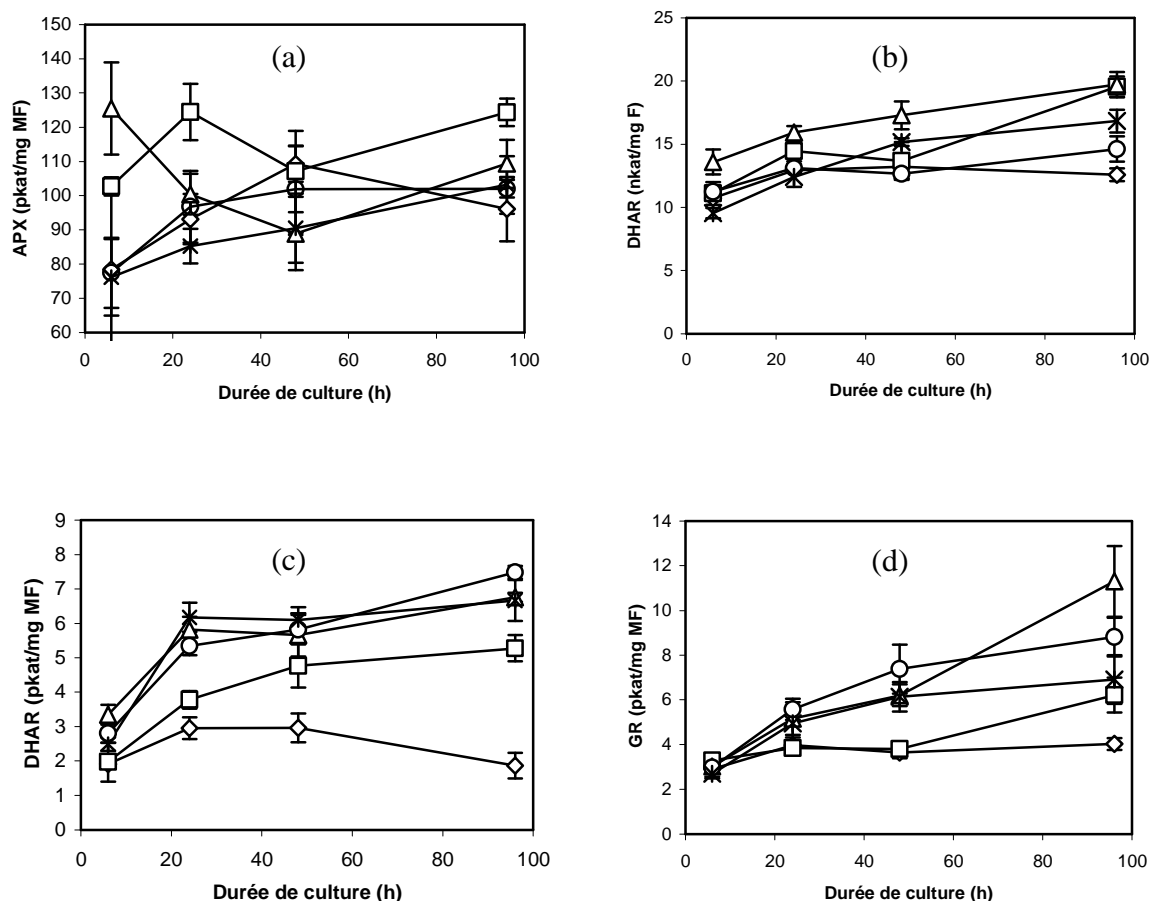 (a)
APX (pkat/mg MF)
150
140
130
120
110
100
90
80
70
60
0 20 40 60 80 100
Durée de culture (h)
(b)
DHAR (nkat/mg F)
25
20
15
10
5
0
0 20 40 60 80 100
Durée de culture (h)
(c)
DHAR (pkat/mg MF)
9
8
7
6
5
4
3
2
1
0
0 20 40 60 80 100
Durée de culture (h)
(d)
GR (pkat/mg MF)
14
12
10
8
6
4
2
0
0 20 40 60 80 100
Durée de culture (h)